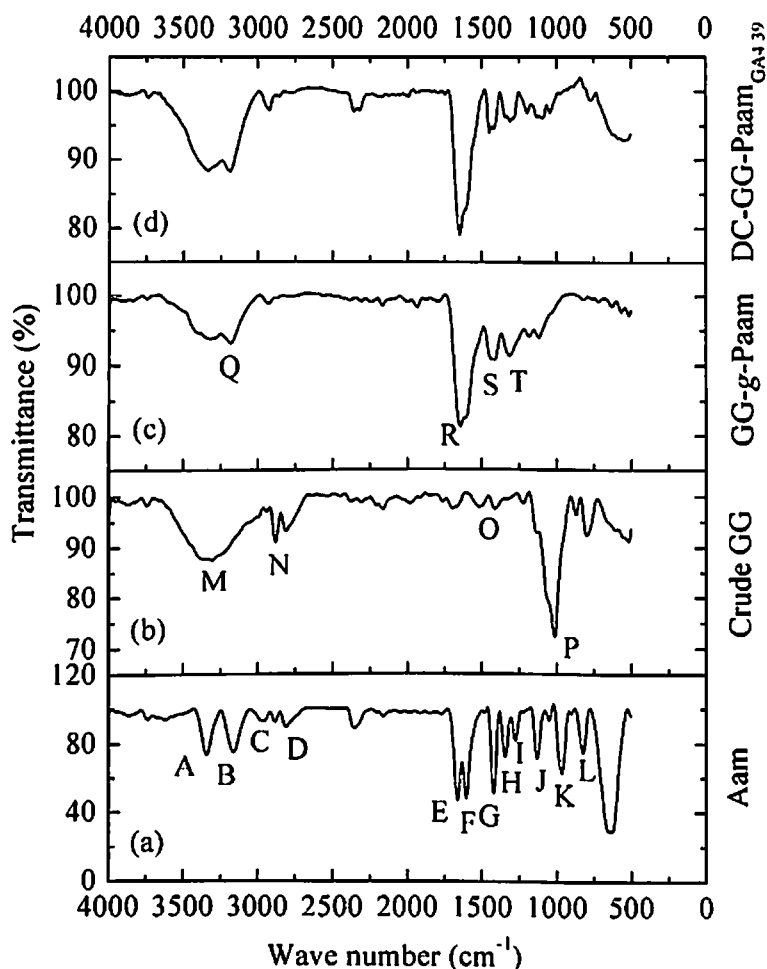 4000 3500 3000 2500 2000 1500 1000 500 0
100
90
80
(d)
DC-GG-Paam GA4 39
100
90
80
(c)
Q
R
S
T
GG-g-Paam
100
90
80
70
(b)
M
N
O
P
Crude GG
120
80
40
0
(a)
A
B
C
D
E
F
G
H
I
J
K
L
Aam
Transmittance (%)
4000 3500 3000 2500 2000 1500 1000 500 0
Wave number (cm⁻¹)